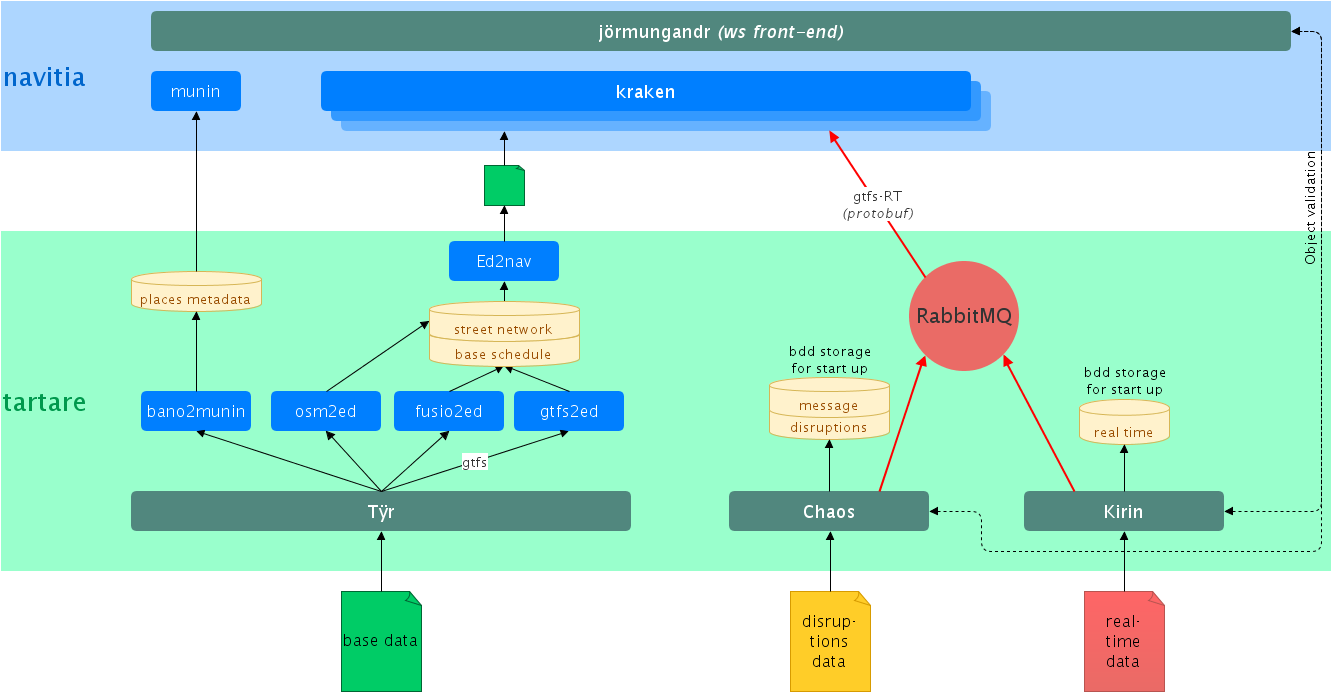 jörmungandr (ws front-end)
navitia
munin
kraken
gtfs-RT
(protobuf)
Object validation
Ed2nav
places metadata
street network
base schedule
RabbitMQ
bdd storage
for start up
message
disruptions
bdd storage
for start up
real time
tartare
bano2munin
osm2ed
fusio2ed
gtfs2ed
gtfs
Tÿr
Chaos
Kirin
base data
disrup-
tions
data
real-
time
data